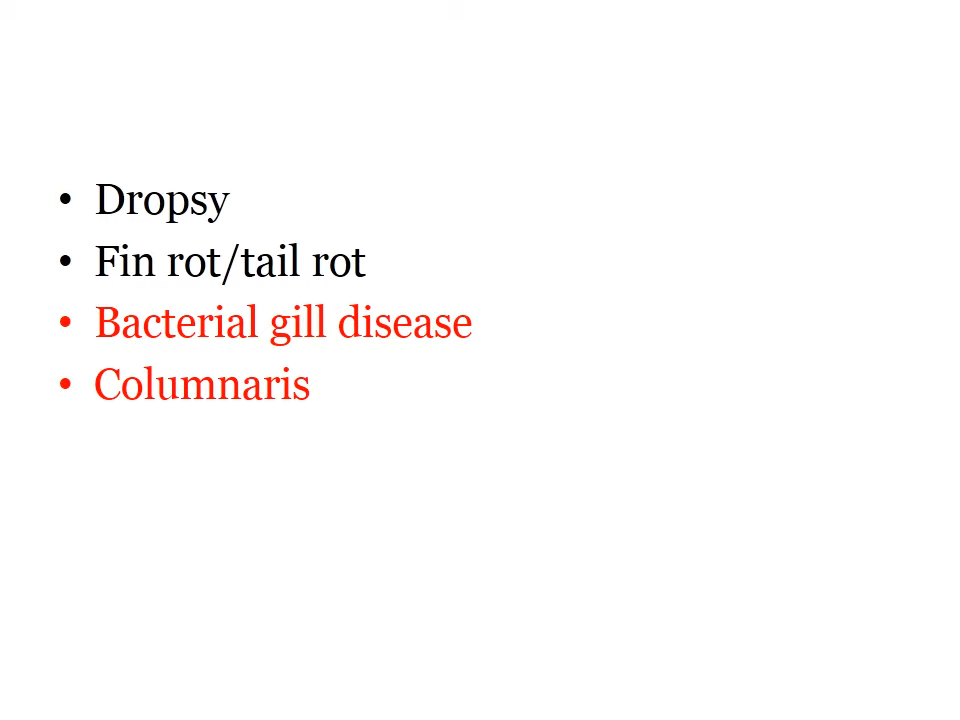 • Dropsy
• Fin rot/tail rot
• Bacterial gill disease
• Columnaris